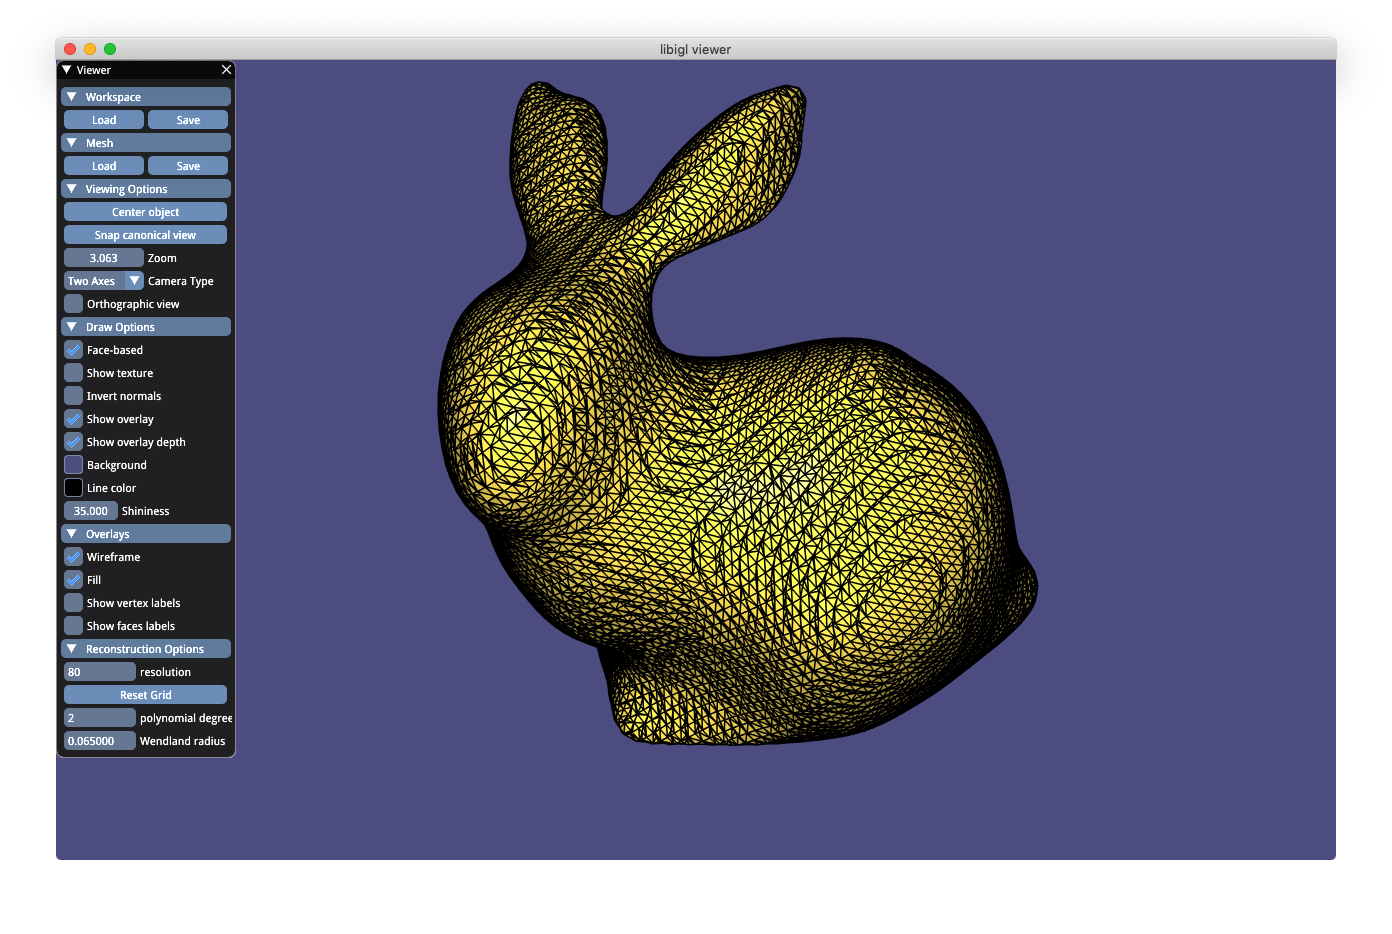 libigl viewer
Viewer
Workspace
Load Save
Mesh
Load Save
Viewing Options
Center object
Snap canonical view
3.063 Zoom
Two Axes Camera Type
Orthographic view
Draw Options
Face-based
Show texture
Invert normals
Show overlay
Show overlay depth
Background
Line color
35.000 Shininess
Overlays
Wireframe
Fill
Show vertex labels
Show faces labels
Reconstruction Options
80 resolution
Reset Grid
2 polynomial degree
0.065000 Wendland radius